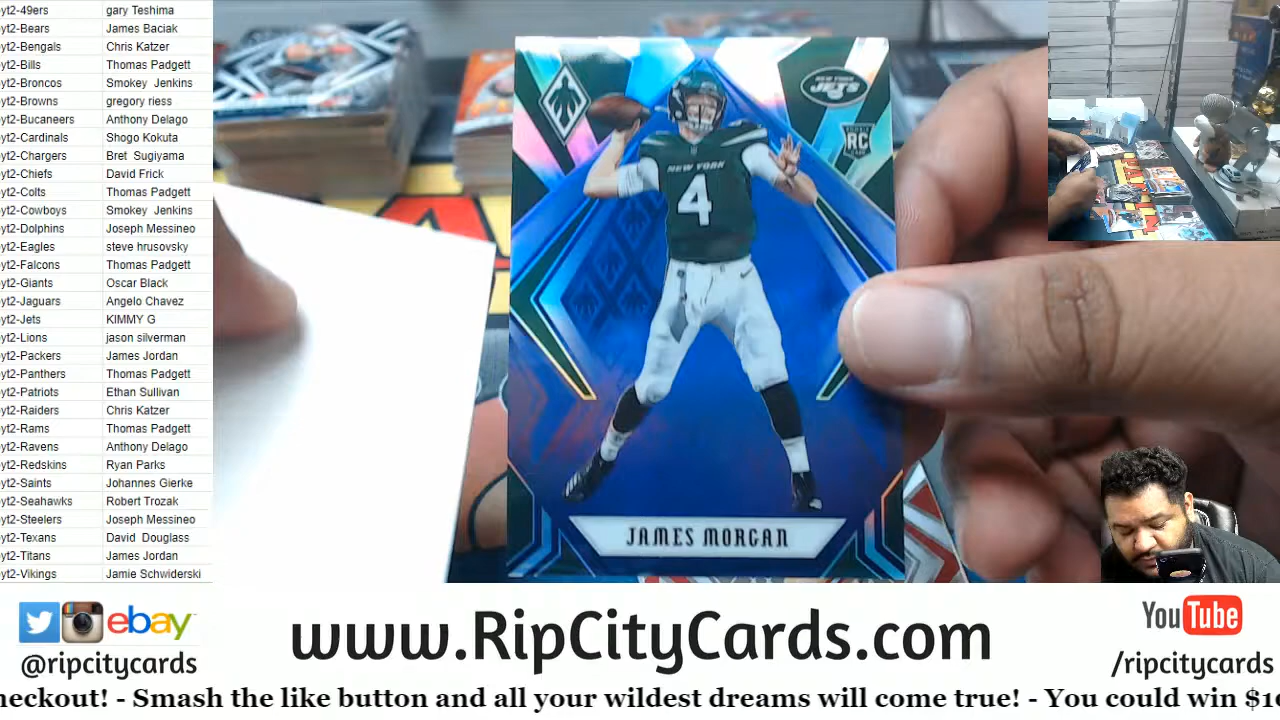 yt2-49ers gary Teshima
yt2-Bears James Baciak
yt2-Bengals Chris Katzer
yt2-Bills Thomas Padgett
yt2-Broncos Smokey Jenkins
yt2-Browns gregory riess
yt2-Bucaneers Anthony Delago
yt2-Cardinals Shogo Kokuta
yt2-Chargers Bret Sugiyama
yt2-Chiefs David Frick
yt2-Colts Thomas Padgett
yt2-Cowboys Smokey Jenkins
yt2-Dolphins Joseph Messineo
yt2-Eagles steve hrusovsky
yt2-Falcons Thomas Padgett
yt2-Giants Oscar Black
yt2-Jaguars Angelo Chavez
yt2-Jets KIMMY G
yt2-Lions jason silverman
yt2-Packers James Jordan
yt2-Panthers Thomas Padgett
yt2-Patriots Ethan Sullivan
yt2-Raiders Chris Katzer
yt2-Rams Thomas Padgett
yt2-Ravens Anthony Delago
yt2-Redskins Ryan Parks
yt2-Saints Johannes Gierke
yt2-Seahawks Robert Trozak
yt2-Steelers Joseph Messineo
yt2-Texans David Douglass
yt2-Titans James Jordan
yt2-Vikings Jamie Schwiderski
NEW YORK
JETS
RC
NEW YORK
4
JAMES MORGAN
ebay
@ripcitycards
www.RipCityCards.com
YouTube
/ripcitycards
heckout! - Smash the like button and all your wildest dreams will come true! - You could win $10